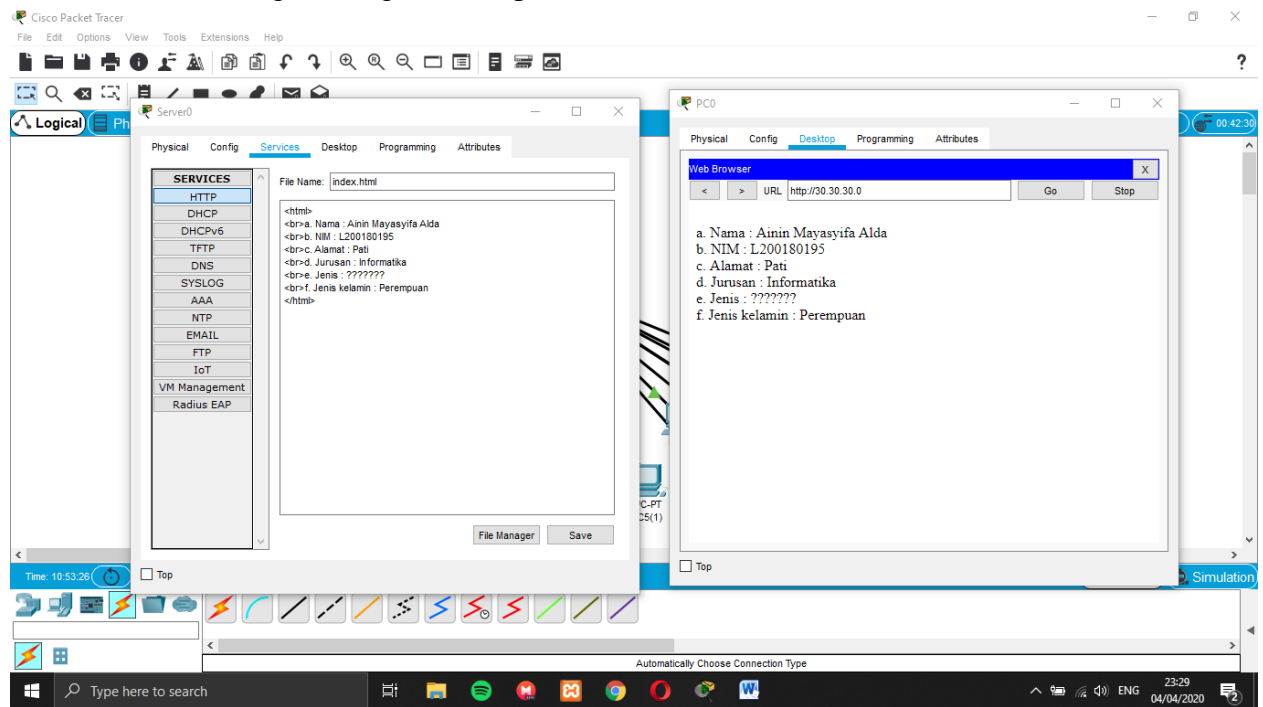 Cisco Packet Tracer
File Edit Options View Tools Extensions Help
?
Logical
Ph
00:42:30
Server0
Physical Config Services Desktop Programming Attributes
SERVICES
HTTP
DHCP
DHCPv6
TFTP
DNS
SYSLOG
AAA
NTP
EMAIL
FTP
IoT
VM Management
Radius EAP
File Name: index.html
<html>
<br>a. Nama : Ainin Mayasyifa Alda
<br>b. NIM : L200180195
<br>c. Alamat : Pati
<br>d. Jurusan : Informatika
<br>e. Jenis : ???????
<br>f. Jenis kelamin : Perempuan
</html>
File Manager Save
Top
PC0
Physical Config Desktop Programming Attributes
Web Browser X
< > URL http://30.30.30.0 Go Stop
a. Nama : Ainin Mayasyifa Alda
b. NIM : L200180195
c. Alamat : Pati
d. Jurusan : Informatika
e. Jenis : ???????
f. Jenis kelamin : Perempuan
Top
C-PT
C5(1)
Time: 10:53:26
Simulation
Automatically Choose Connection Type
Type here to search
ENG
23:29
04/04/2020
2